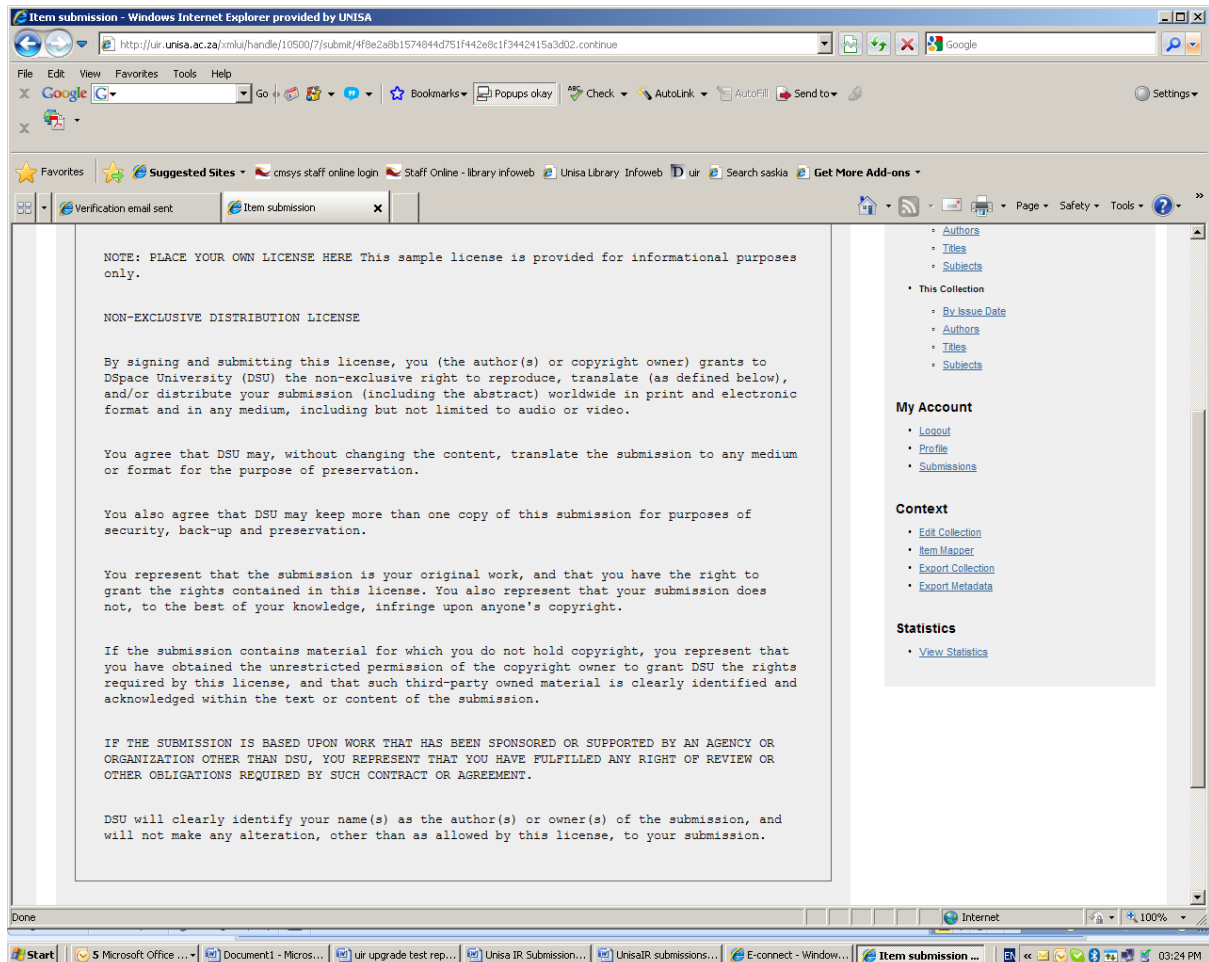 Item submission - Windows Internet Explorer provided by UNISA
http://uir.unisa.ac.za/xmlui/handle/10500/7/submit/4f8e2a8b1574844d751f442e8c1f3442415a3d02.continue
Google
File Edit View Favorites Tools Help
x Google G Go Bookmarks Popups okay ABC Check AutoLink AutoFill Send to Settings
x
Favorites Suggested Sites cmsys staff online login Staff Online - library infoweb Unisa Library Infoweb uir Search saskia Get More Add-ons
Verification email sent Item submission x Page Safety Tools »
NOTE: PLACE YOUR OWN LICENSE HERE This sample license is provided for informational purposes
only.
NON-EXCLUSIVE DISTRIBUTION LICENSE
By signing and submitting this license, you (the author(s) or copyright owner) grants to
DSpace University (DSU) the non-exclusive right to reproduce, translate (as defined below),
and/or distribute your submission (including the abstract) worldwide in print and electronic
format and in any medium, including but not limited to audio or video.
You agree that DSU may, without changing the content, translate the submission to any medium
or format for the purpose of preservation.
You also agree that DSU may keep more than one copy of this submission for purposes of
security, back-up and preservation.
You represent that the submission is your original work, and that you have the right to
grant the rights contained in this license. You also represent that your submission does
not, to the best of your knowledge, infringe upon anyone's copyright.
If the submission contains material for which you do not hold copyright, you represent that
you have obtained the unrestricted permission of the copyright owner to grant DSU the rights
required by this license, and that such third-party owned material is clearly identified and
acknowledged within the text or content of the submission.
IF THE SUBMISSION IS BASED UPON WORK THAT HAS BEEN SPONSORED OR SUPPORTED BY AN AGENCY OR
ORGANIZATION OTHER THAN DSU, YOU REPRESENT THAT YOU HAVE FULFILLED ANY RIGHT OF REVIEW OR
OTHER OBLIGATIONS REQUIRED BY SUCH CONTRACT OR AGREEMENT.
DSU will clearly identify your name(s) as the author(s) or owner(s) of the submission, and
will not make any alteration, other than as allowed by this license, to your submission.
Authors
Titles
Subjects
This Collection
By Issue Date
Authors
Titles
Subjects
My Account
Logout
Profile
Submissions
Context
Edit Collection
Item Mapper
Export Collection
Export Metadata
Statistics
View Statistics
Done Internet 100%
Start 5 Microsoft Office ... Document1 - Micros... uir upgrade test rep... Unisa IR Submission... UnisaIR submissions... E-connect - Window... Item submission ... EN « 03:24 PM